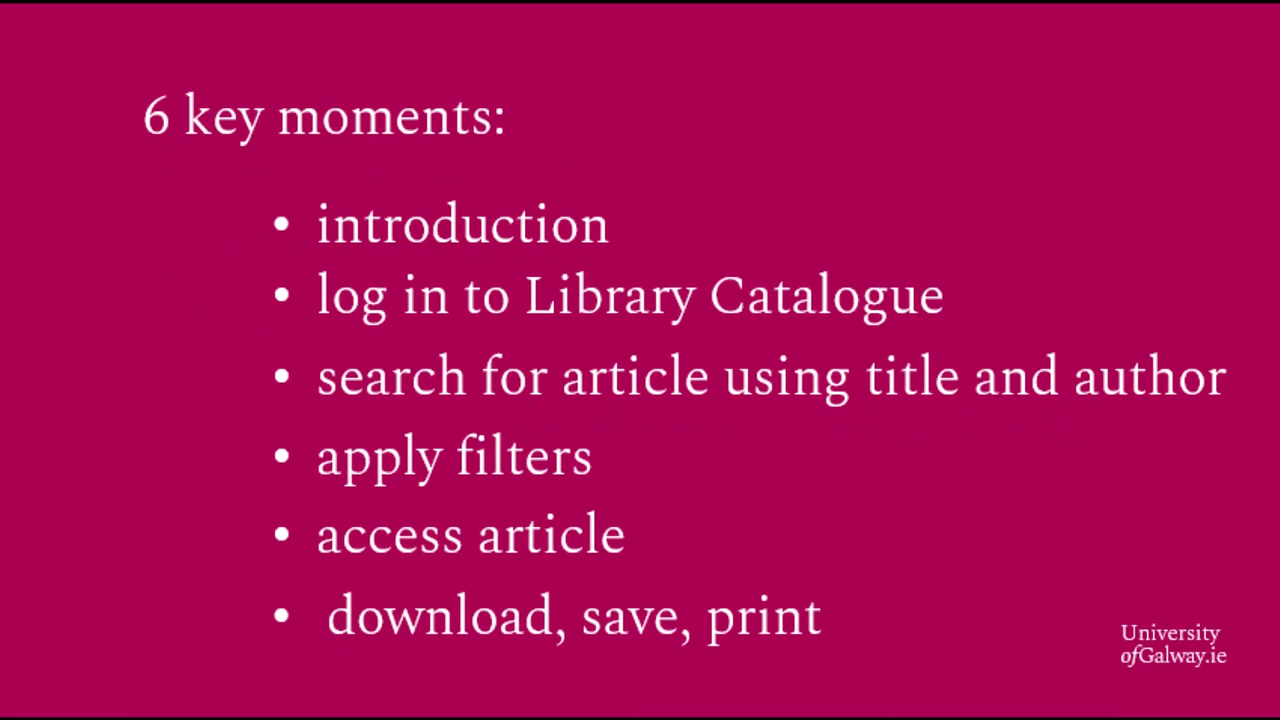 6 key moments:
• introduction
• log in to Library Catalogue
• search for article using title and author
• apply filters
• access article
• download, save, print
University
ofGalway.ie